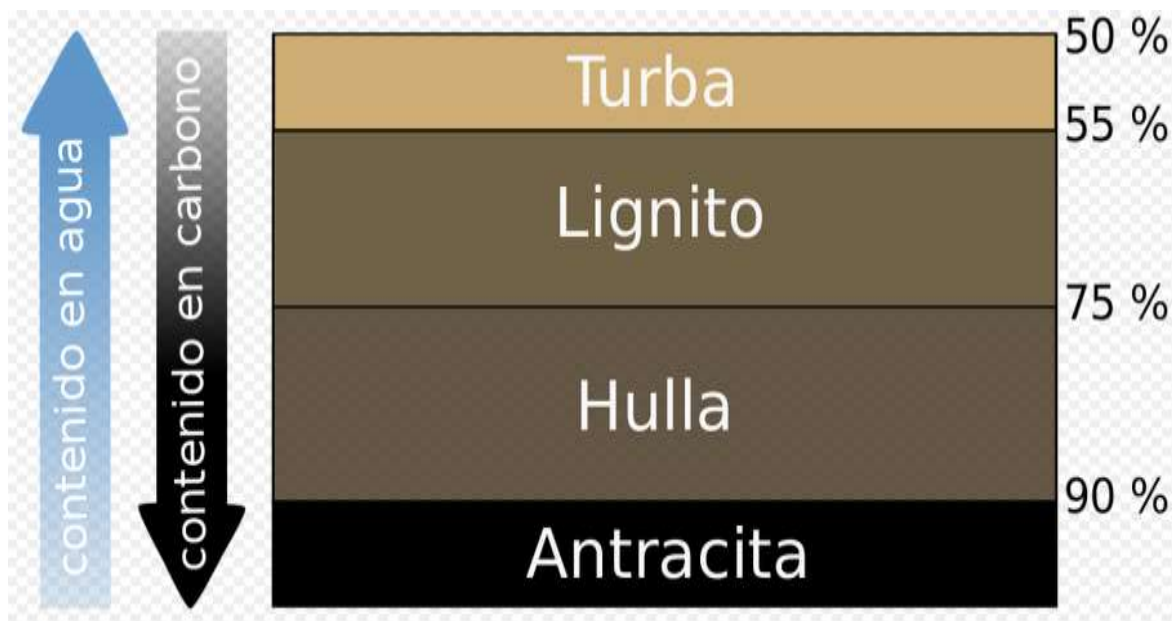 contenido en agua
contenido en carbono
Turba
Lignito
Hulla
Antracita
50 %
55 %
75 %
90 %